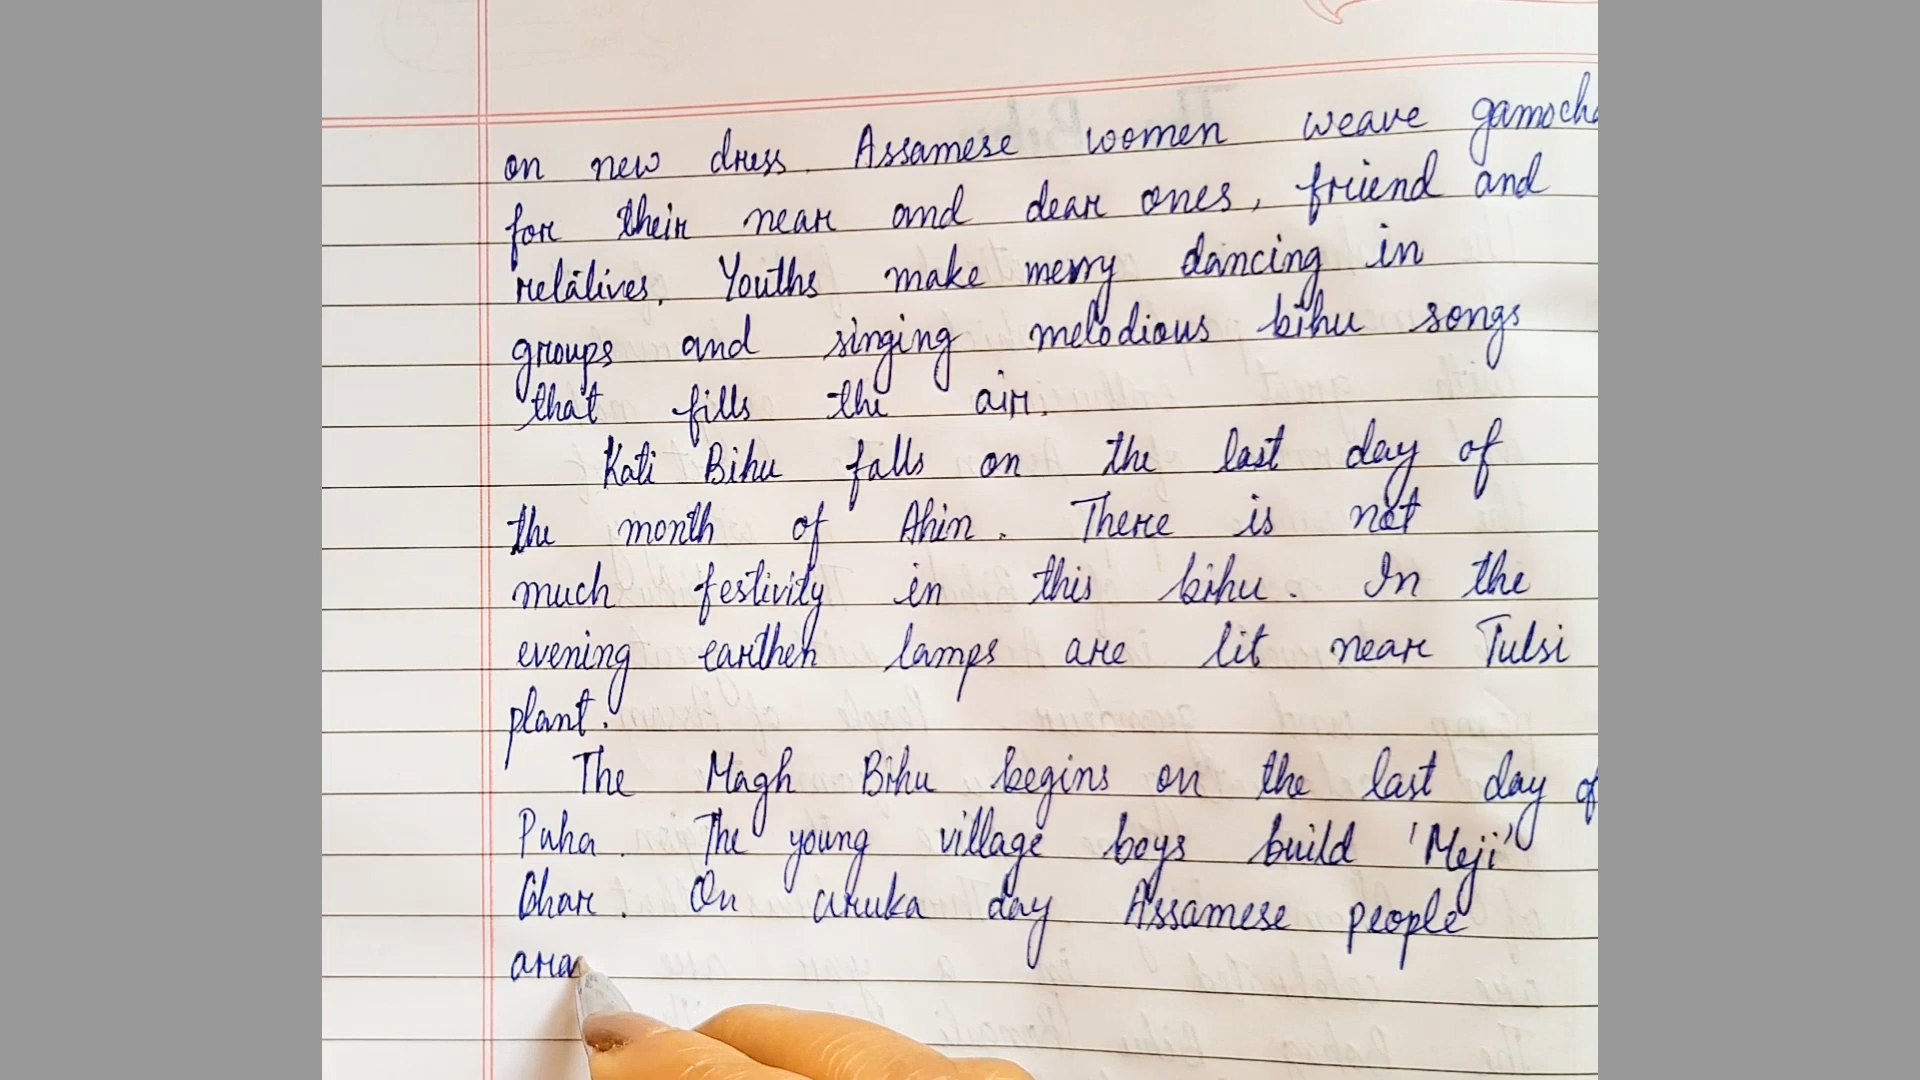 on new dress. Assamese women weave gamocha
for their near and dear ones, friend and
relatives. Youths make merry dancing in
groups and singing melodious bihu songs
that fills the air.
Kati Bihu falls on the last day of
the month of Ahin. There is not
much festivity in this bihu. In the
evening earthen lamps are lit near Tulsi
plant.
The Magh Bihu begins on the last day of
Puha. The young village boys build 'Meji'
Ghar. On uruka day Assamese people
ara